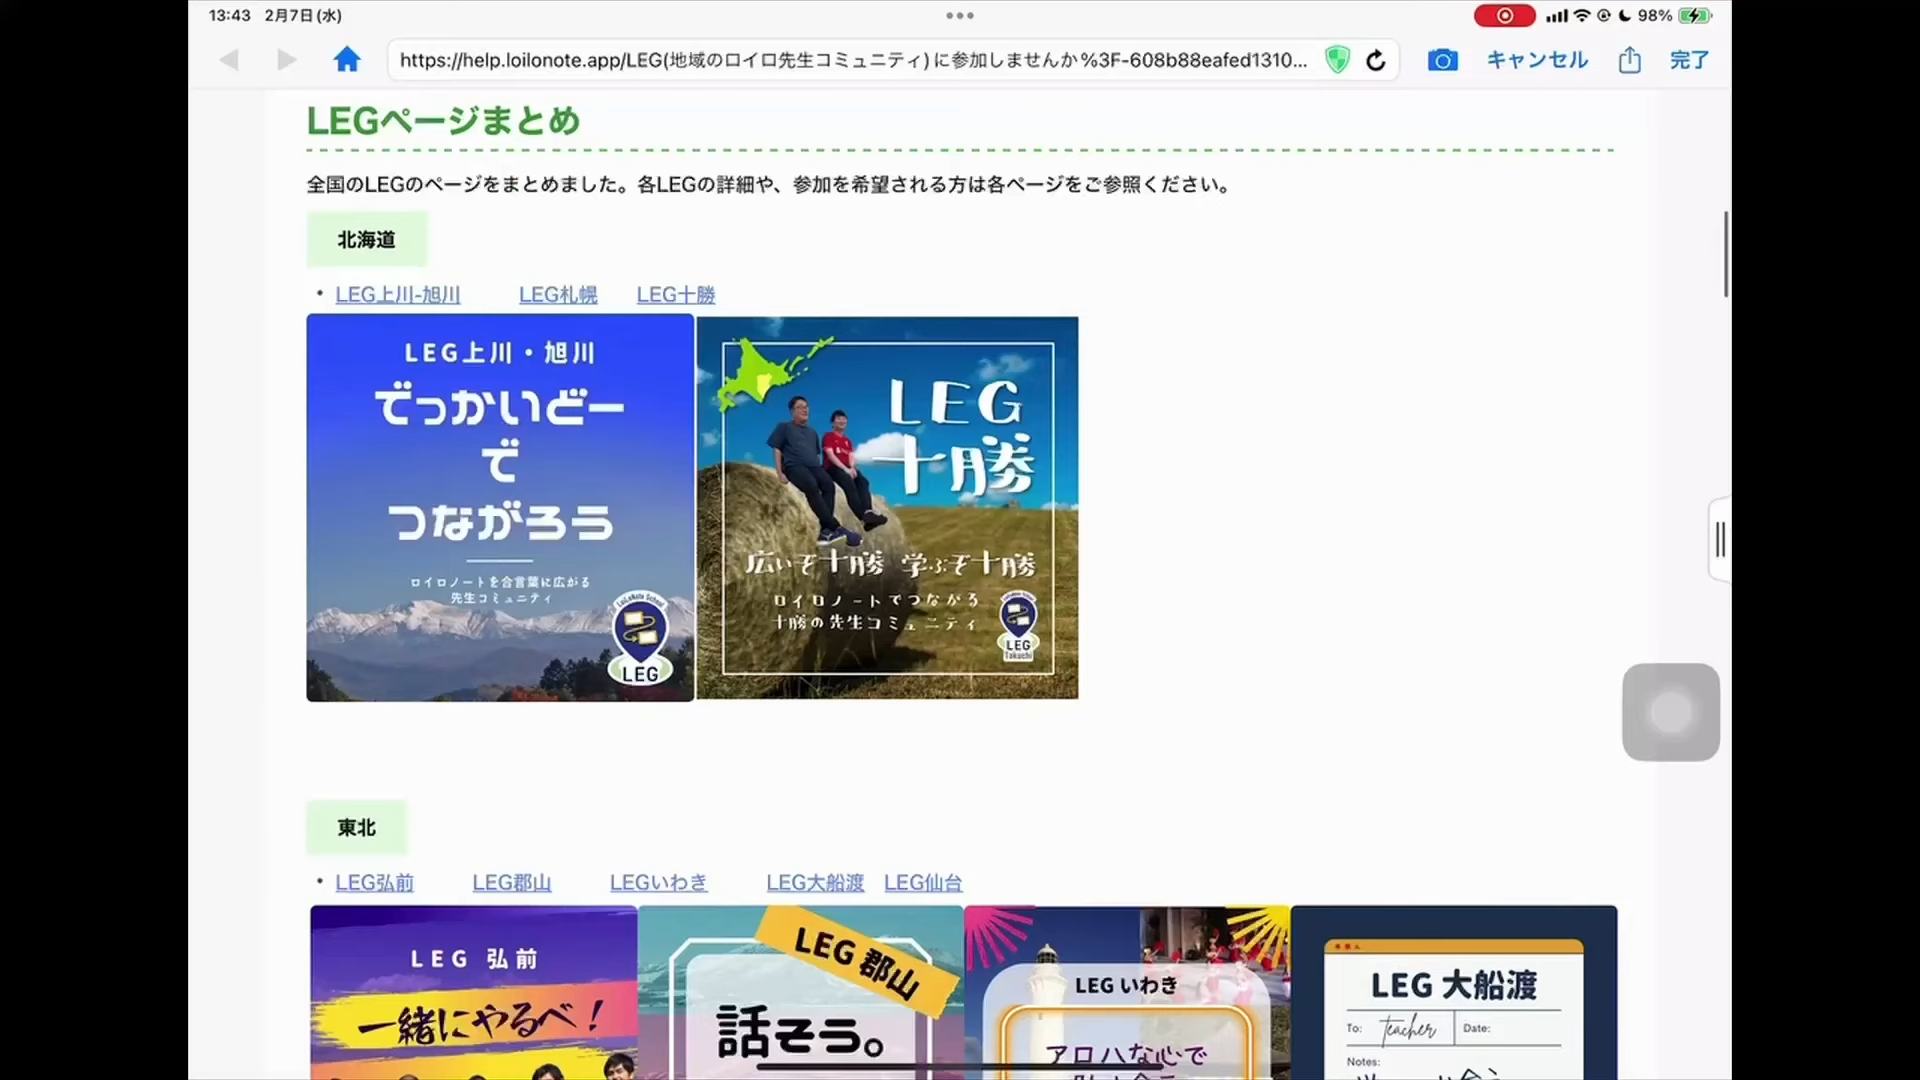 13:43 2月7日(水)
98%
https://help.loilonote.app/LEG(地域のロイロ先生コミュニティ)に参加しませんか%3F-608b88eafed1310...
キャンセル
完了
LEGページまとめ
全国のLEGのページをまとめました。各LEGの詳細や、参加を希望される方は各ページをご参照ください。
北海道
• LEG上川-旭川 LEG札幌 LEG十勝
LEG上川・旭川
でっかいどー
で
つながろう
ロイロノートを合言葉に広がる
先生コミュニティ
LoiLoNote School
LEG
LEG
十勝
広いぞ十勝 学ぶぞ十勝
ロイロノートでつながる
十勝の先生コミュニティ
LEG
東北
• LEG弘前 LEG郡山 LEGいわき LEG大船渡 LEG仙台
LEG 弘前
一緒にやるべ!
LEG 郡山
話そう。
LEG いわき
アロハな心で
LEG 大船渡
To: teacher Date:
Notes: